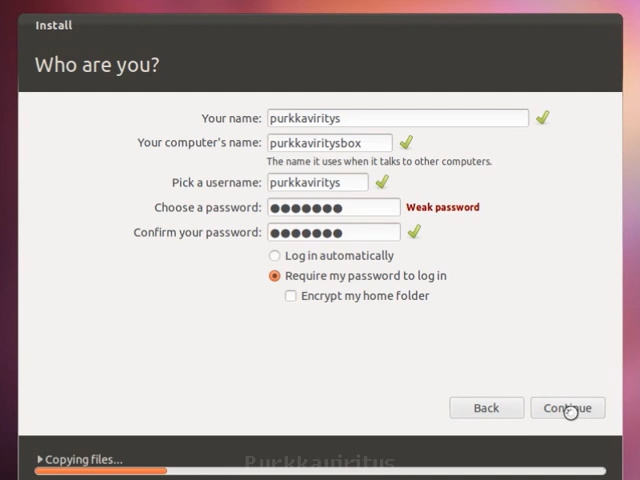 Install
Who are you?
Your name: purkkaviritys
Your computer's name: purkkaviritysbox
The name it uses when it talks to other computers.
Pick a username: purkkaviritys
Choose a password: ●●●●●●● Weak password
Confirm your password: ●●●●●●●
Log in automatically
Require my password to log in
Encrypt my home folder
Back Continue
Copying files...
Purkkaviritus